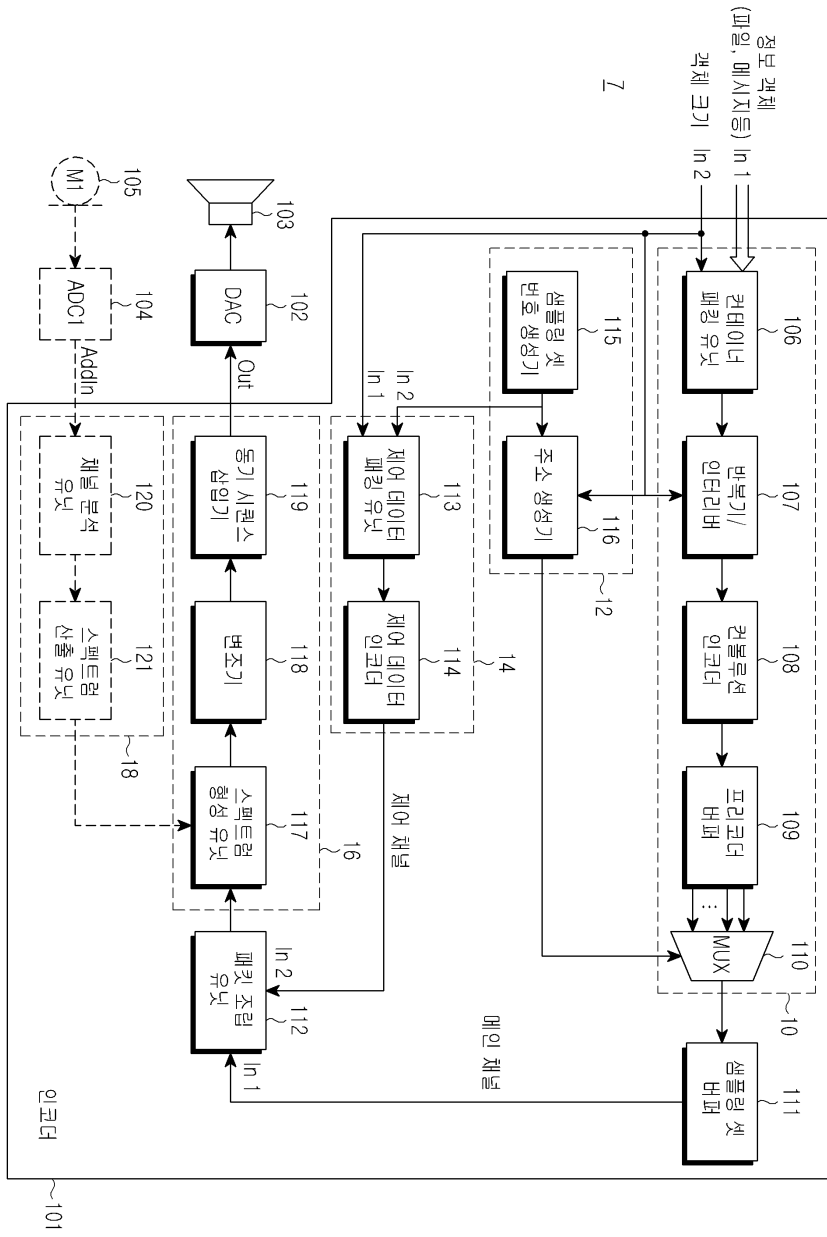 정보 객체
(파일, 메시지등) In 1
객체 크기 In 2
7
컨테이너
패킹 유닛
106
반복기/
인터리버
107
컨볼루션
인코더
108
프리코더
버퍼
109
...
MUX
110
10
샘플링 셋
버퍼
111
샘플링 셋
번호 생성기
115
주소 생성기
116
12
메인 채널
In 2
In 1
제어 데이터
패킹 유닛
113
제어 데이터
인코더
114
14
제어 채널
103
DAC
102
Out
동기 시퀀스
삽입기
119
변조기
118
스펙트럼
형성 유닛
117
16
In 2
패킷 조립
유닛
112
In 1
M1
105
ADC1
104
AddIn
채널 분석
유닛
120
스펙트럼
산출 유닛
121
18
인코더
101